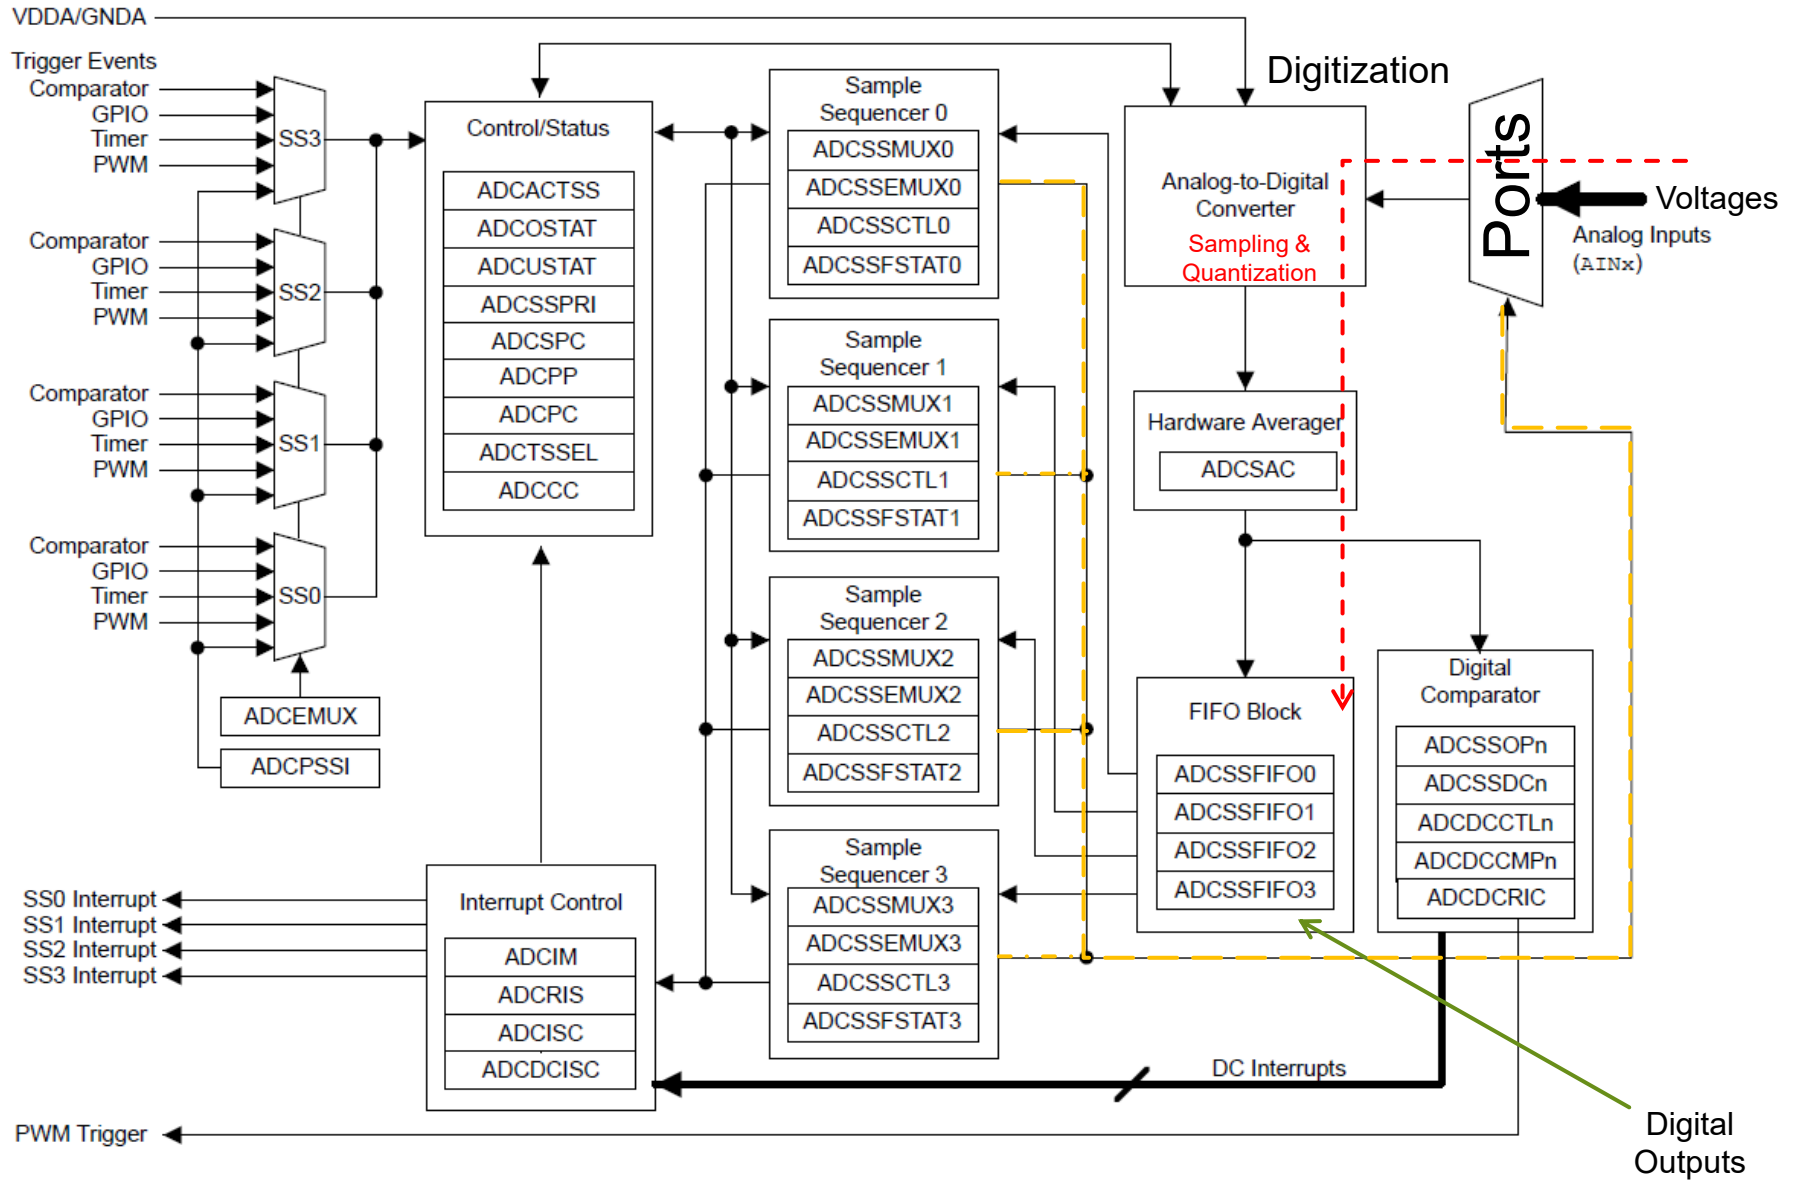 VDDA/GNDA
Trigger Events
Comparator
GPIO
Timer
PWM
SS3
Comparator
GPIO
Timer
PWM
SS2
Comparator
GPIO
Timer
PWM
SS1
Comparator
GPIO
Timer
PWM
SS0
ADCEMUX
ADCPSSI
Control/Status
ADCACTSS
ADCOSTAT
ADCUSTAT
ADCSSPRI
ADCSPC
ADCPP
ADCPC
ADCTSSEL
ADCCC
Sample
Sequencer 0
ADCSSMUX0
ADCSSEMUX0
ADCSSCTL0
ADCSSFSTAT0
Sample
Sequencer 1
ADCSSMUX1
ADCSSEMUX1
ADCSSCTL1
ADCSSFSTAT1
Sample
Sequencer 2
ADCSSMUX2
ADCSSEMUX2
ADCSSCTL2
ADCSSFSTAT2
Sample
Sequencer 3
ADCSSMUX3
ADCSSEMUX3
ADCSSCTL3
ADCSSFSTAT3
Digitization
Analog-to-Digital
Converter
Sampling &
Quantization
Ports
Voltages
Analog Inputs
(AINx)
Hardware Averager
ADCSAC
FIFO Block
ADCSSFIFO0
ADCSSFIFO1
ADCSSFIFO2
ADCSSFIFO3
Digital
Comparator
ADCSSOPn
ADCSSDCn
ADCDCCTLn
ADCDCCMPn
ADCDCRIC
SS0 Interrupt
SS1 Interrupt
SS2 Interrupt
SS3 Interrupt
Interrupt Control
ADCIM
ADCRIS
ADCISC
ADCDCISC
DC Interrupts
PWM Trigger
Digital
Outputs